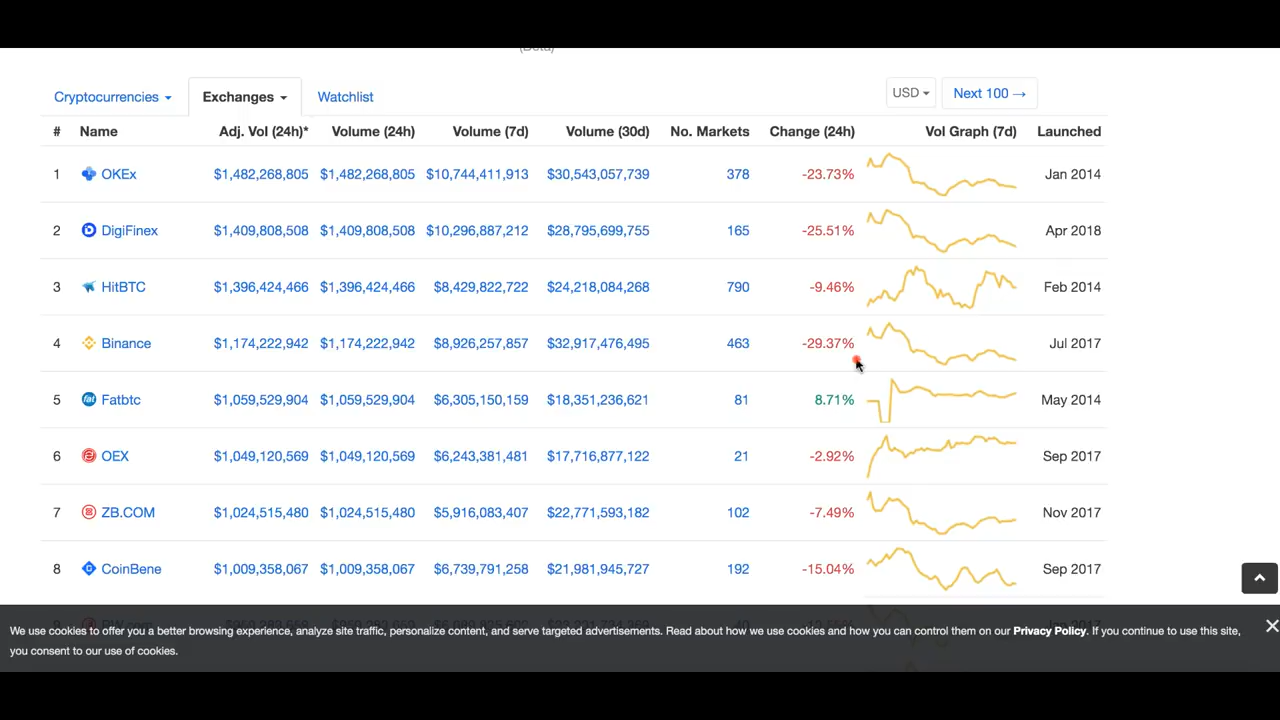 (Beta)
Cryptocurrencies Exchanges Watchlist USD Next 100 →
# Name Adj. Vol (24h)* Volume (24h) Volume (7d) Volume (30d) No. Markets Change (24h) Vol Graph (7d) Launched
1 OKEx $1,482,268,805 $1,482,268,805 $10,744,411,913 $30,543,057,739 378 -23.73% Jan 2014
2 DigiFinex $1,409,808,508 $1,409,808,508 $10,296,887,212 $28,795,699,755 165 -25.51% Apr 2018
3 HitBTC $1,396,424,466 $1,396,424,466 $8,429,822,722 $24,218,084,268 790 -9.46% Feb 2014
4 Binance $1,174,222,942 $1,174,222,942 $8,926,257,857 $32,917,476,495 463 -29.37% Jul 2017
5 fat Fatbtc $1,059,529,904 $1,059,529,904 $6,305,150,159 $18,351,236,621 81 8.71% May 2014
6 OEX $1,049,120,569 $1,049,120,569 $6,243,381,481 $17,716,877,122 21 -2.92% Sep 2017
7 ZB.COM $1,024,515,480 $1,024,515,480 $5,916,083,407 $22,771,593,182 102 -7.49% Nov 2017
8 CoinBene $1,009,358,067 $1,009,358,067 $6,739,791,258 $21,981,945,727 192 -15.04% Sep 2017
We use cookies to offer you a better browsing experience, analyze site traffic, personalize content, and serve targeted advertisements. Read about how we use cookies and how you can control them on our Privacy Policy. If you continue to use this site,
you consent to our use of cookies.